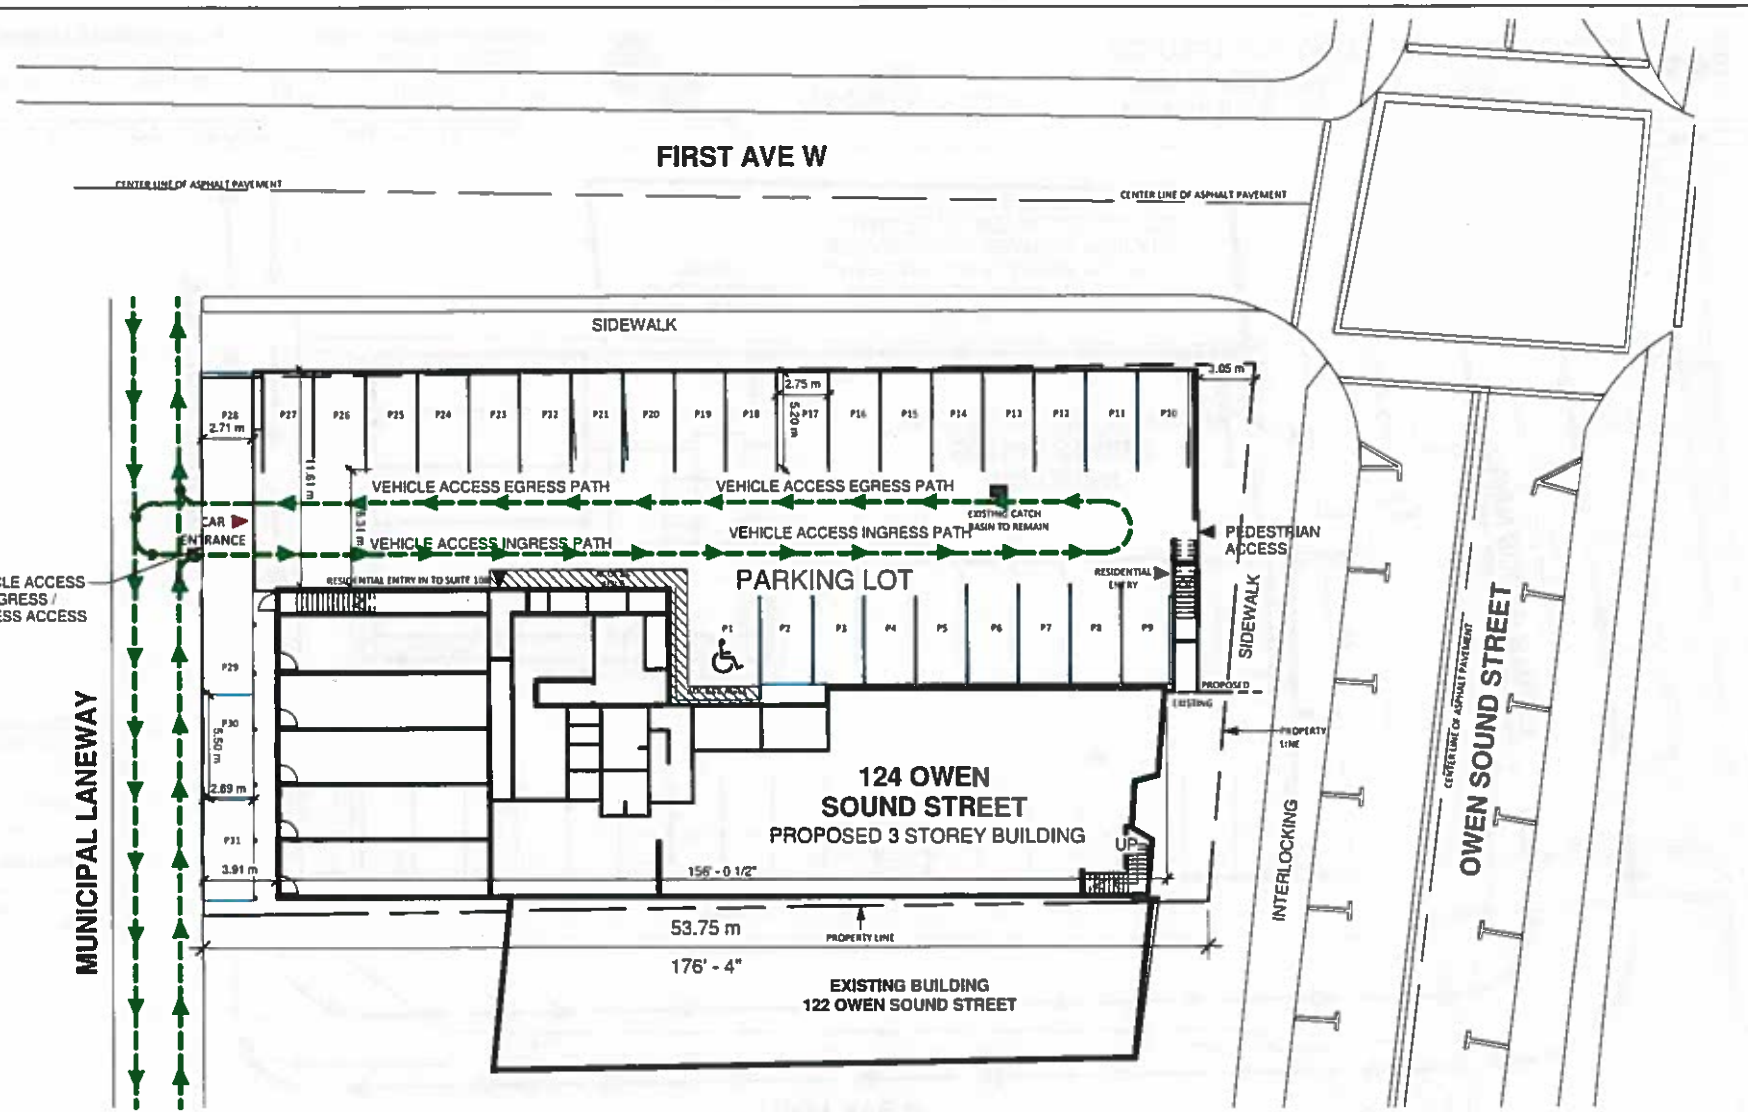 FIRST AVE W
CENTER LINE OF ASPHALT PAVEMENT
CENTER LINE OF ASPHALT PAVEMENT
SIDEWALK
3.05 m
2.75 m
5.20 m
P28
P27
P26
P25
P24
P23
P22
P21
P20
P19
P18
P17
P16
P15
P14
P13
P12
P11
P10
2.71 m
11.61 m
VEHICLE ACCESS EGRESS PATH
VEHICLE ACCESS EGRESS PATH
EXISTING CATCH
BASIN TO REMAIN
CAR
ENTRANCE
VEHICLE ACCESS INGRESS PATH
VEHICLE ACCESS INGRESS PATH
PEDESTRIAN
ACCESS
CLE ACCESS
GRESS /
ESS ACCESS
RESIDENTIAL ENTRY IN TO SUITE 108
PARKING LOT
RESIDENTIAL
ENTRY
SIDEWALK
P1
P2
P3
P4
P5
P6
P7
P8
P9
P29
P30
5.50 m
2.69 m
P31
3.91 m
PROPOSED
EXISTING
PROPERTY
LINE
124 OWEN
SOUND STREET
PROPOSED 3 STOREY BUILDING
UP
156' - 0 1/2"
53.75 m
PROPERTY LINE
176' - 4"
EXISTING BUILDING
122 OWEN SOUND STREET
MUNICIPAL LANEWAY
INTERLOCKING
CENTER LINE OF ASPHALT PAVEMENT
OWEN SOUND STREET